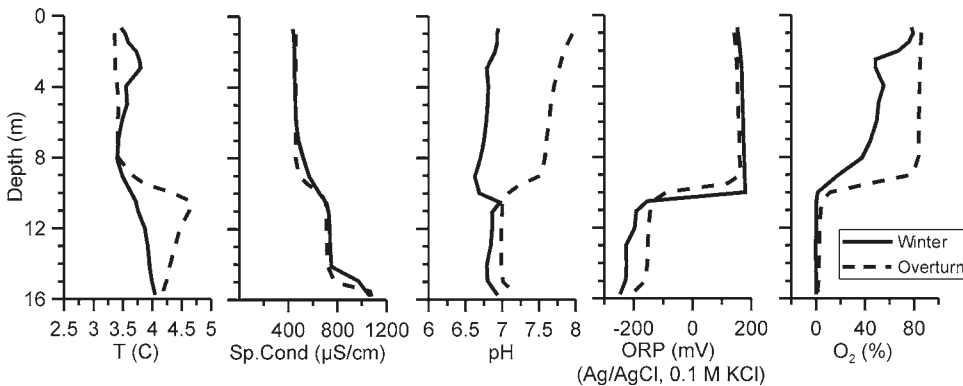 0
4
8
12
16
Depth (m)
2.5 3 3.5 4 4.5 5
T (C)
400 800 1200
Sp.Cond (µS/cm)
6 6.5 7 7.5 8
pH
-200 0 200
ORP (mV)
(Ag/AgCl, 0.1 M KCl)
0 40 80
O2 (%)
Winter
Overturn